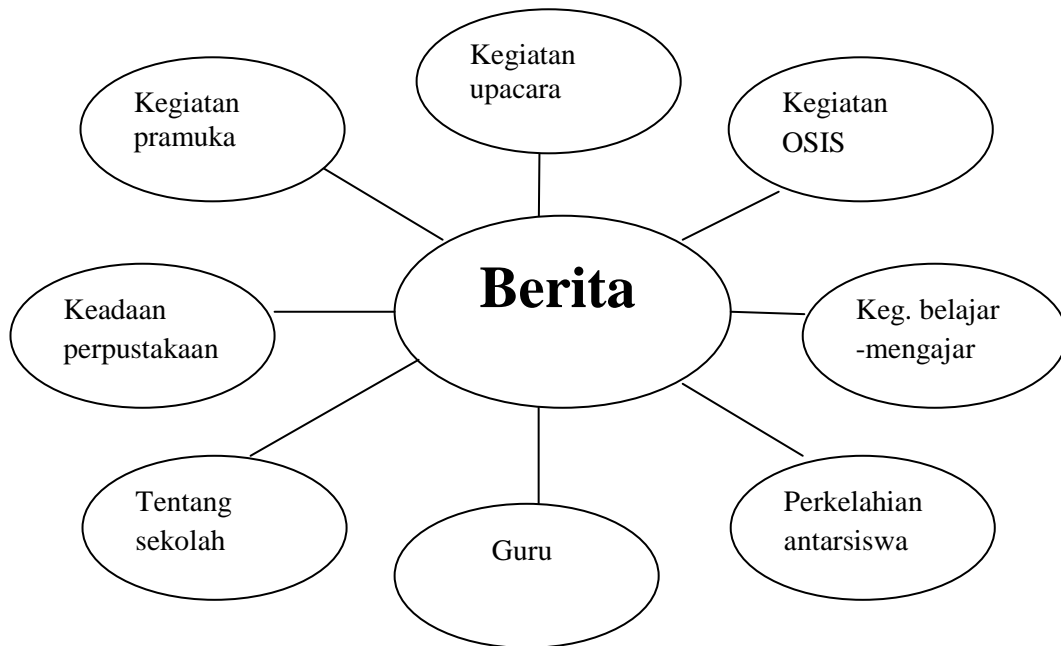 Kegiatan
upacara
Kegiatan
pramuka
Kegiatan
OSIS
Berita
Keadaan
perpustakaan
Keg. belajar
-mengajar
Tentang
sekolah
Guru
Perkelahian
antarsiswa